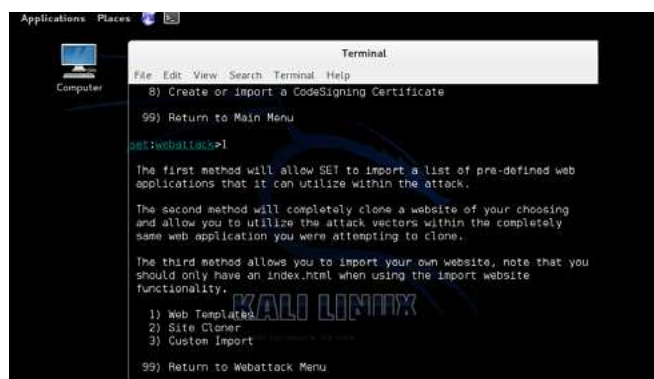 Applications Places
Computer
Terminal
File Edit View Search Terminal Help
8) Create or import a CodeSigning Certificate
99) Return to Main Menu
set:webattack>1
The first method will allow SET to import a list of pre-defined web
applications that it can utilize within the attack.
The second method will completely clone a website of your choosing
and allow you to utilize the attack vectors within the completely
same web application you were attempting to clone.
The third method allows you to import your own website, note that you
should only have an index.html when using the import website
functionality.
KALI LINUX
1) Web Templates
2) Site Cloner
3) Custom Import
99) Return to Webattack Menu